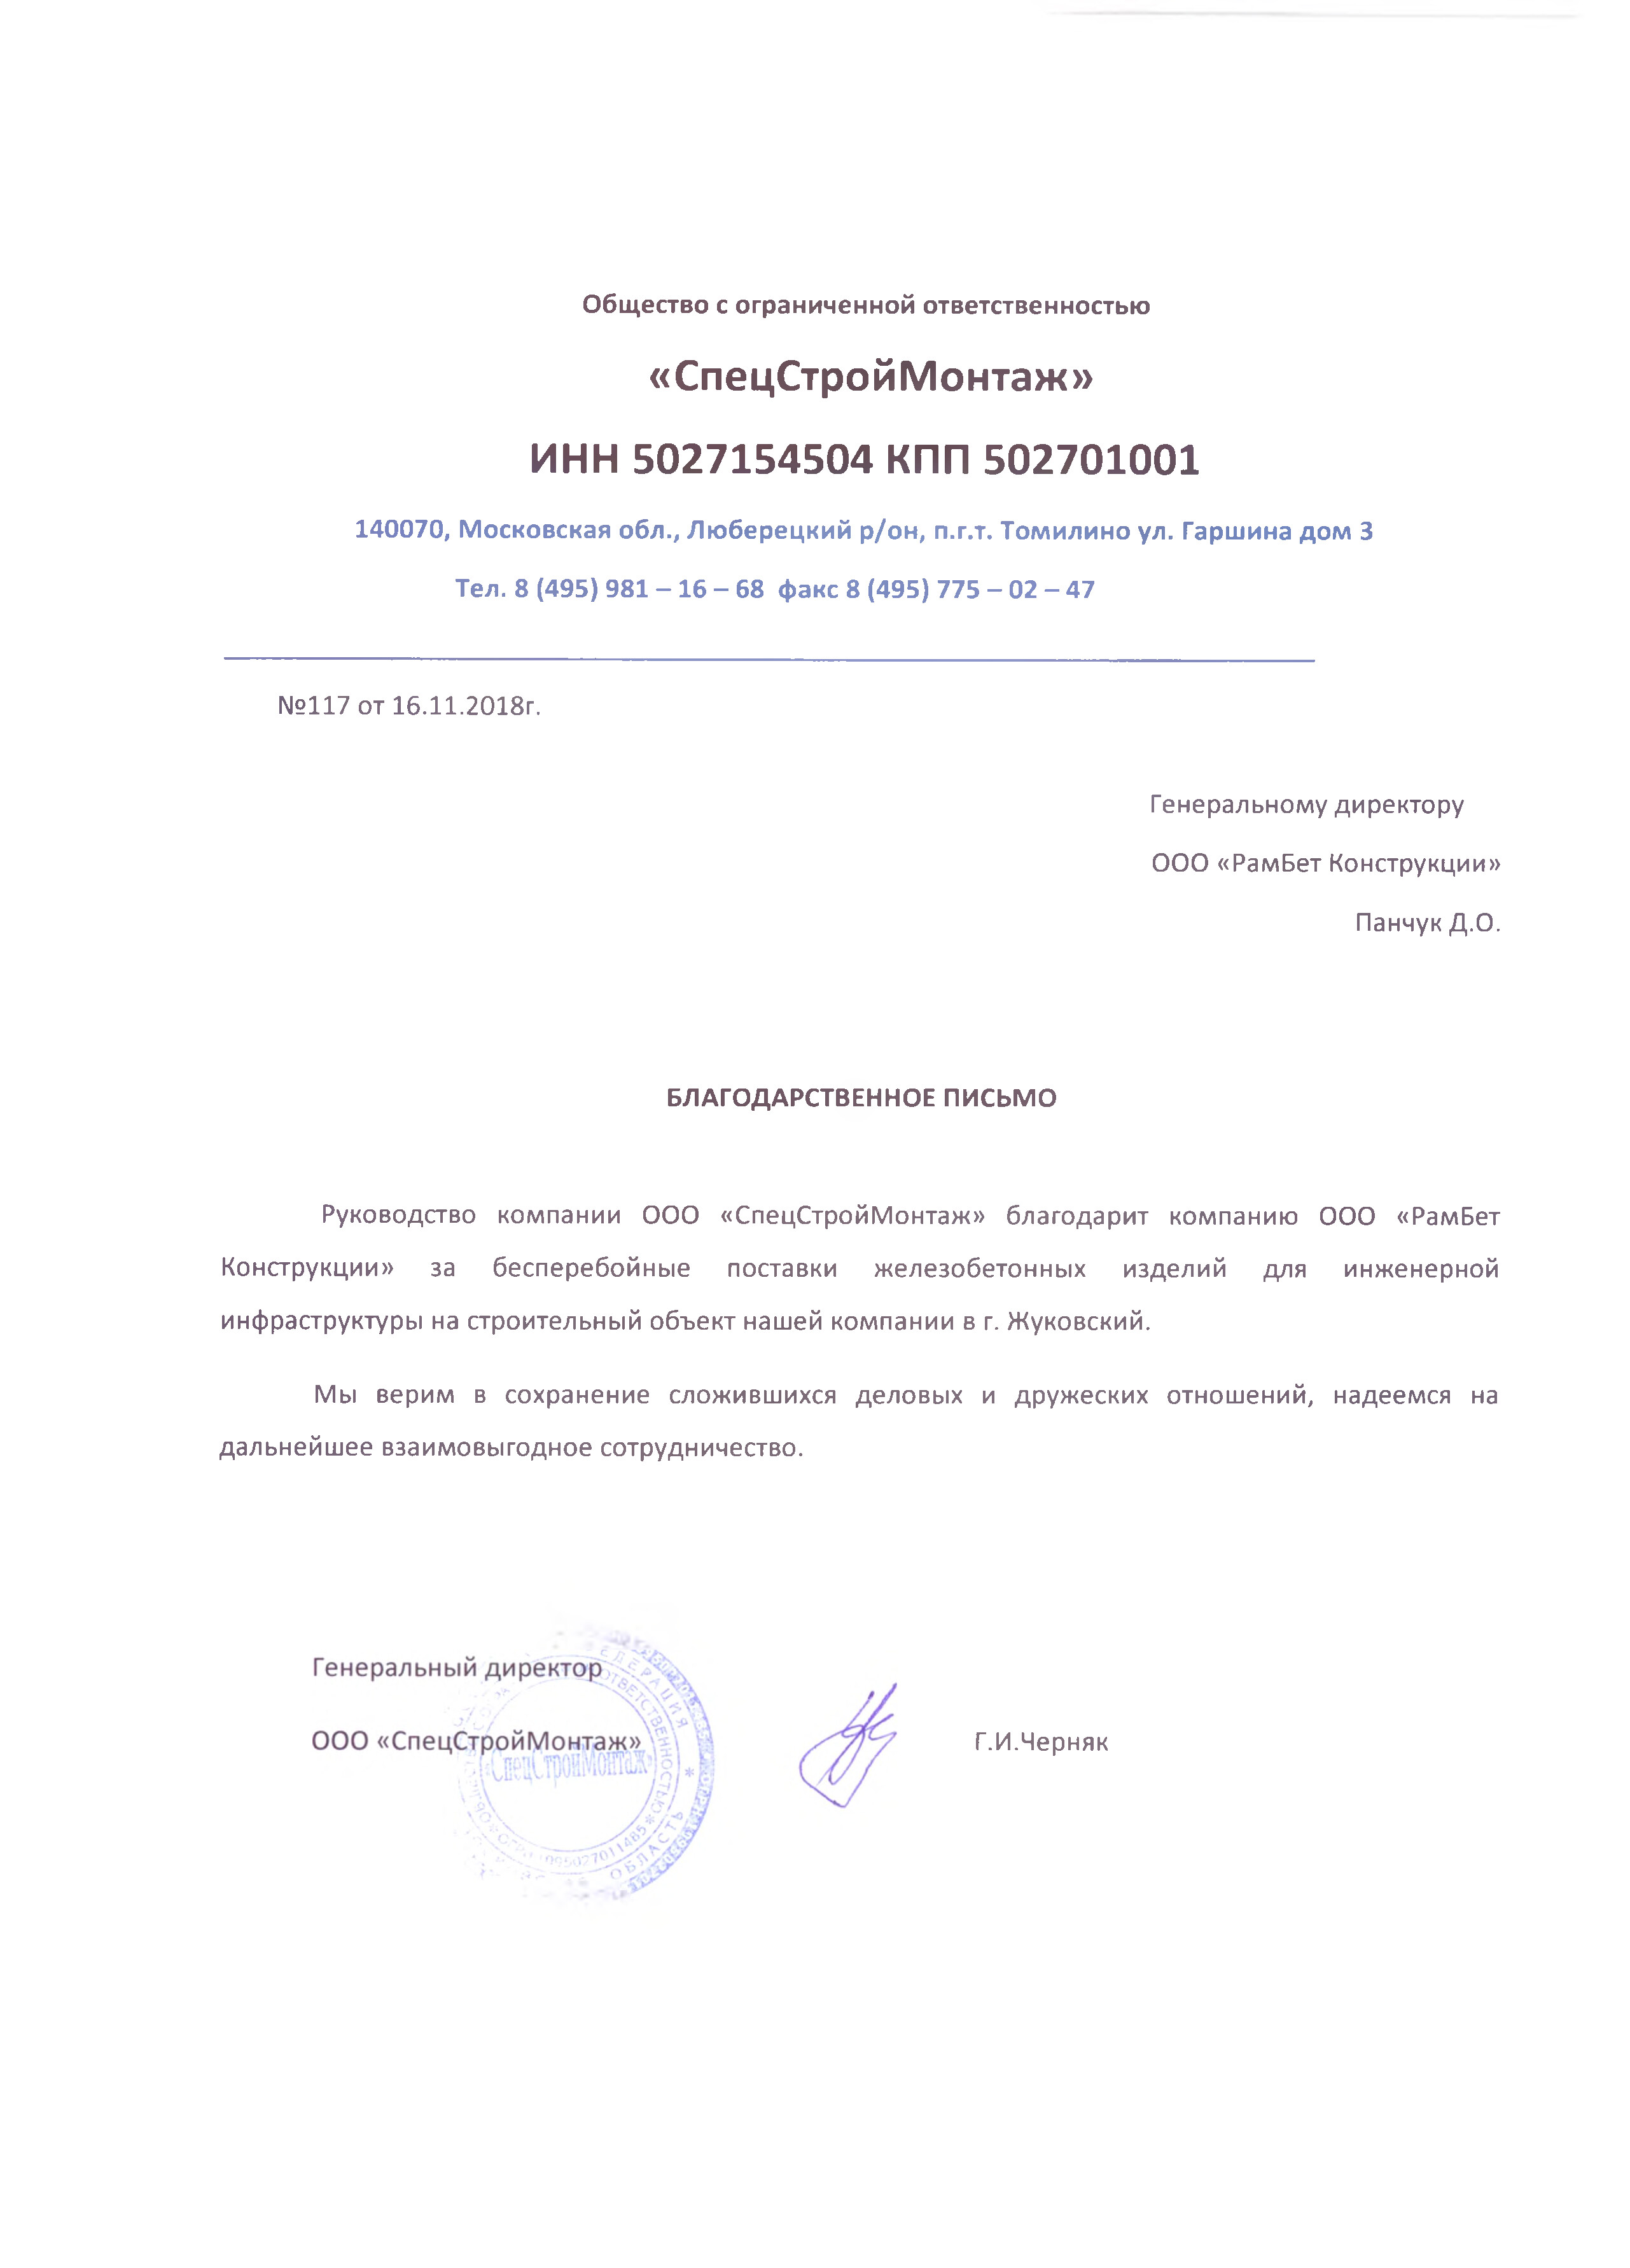 Общество с ограниченной ответственностью
«СпецСтройМонтаж»
ИНН 5027154504 КПП 502701001
140070, Московская обл., Люберецкий р/он, п.г.т. Томилино ул. Гаршина дом 3
Тел. 8 (495) 981 – 16 – 68 факс 8 (495) 775 – 02 – 47
№117 от 16.11.2018г.
Генеральному директору
ООО «РамБет Конструкции»
Панчук Д.О.
БЛАГОДАРСТВЕННОЕ ПИСЬМО
Руководство компании ООО «СпецСтройМонтаж» благодарит компанию ООО «РамБет
Конструкции» за бесперебойные поставки железобетонных изделий для инженерной
инфраструктуры на строительный объект нашей компании в г. Жуковский.
Мы верим в сохранение сложившихся деловых и дружеских отношений, надеемся на
дальнейшее взаимовыгодное сотрудничество.
Генеральный директор
ООО «СпецСтройМонтаж»
Г.И.Черняк
«СпецСтройМонтаж»
ОТВЕТСТВЕННОСТЬЮ
ОБЛАСТЬ